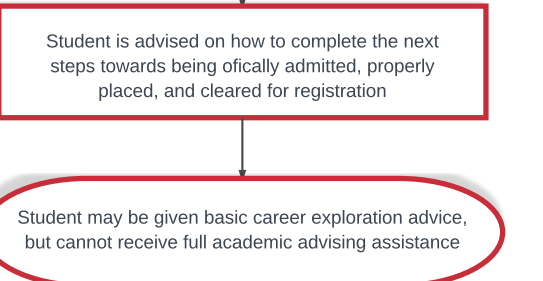 Student is advised on how to complete the next
steps towards being ofically admitted, properly
placed, and cleared for registration
Student may be given basic career exploration advice,
but cannot receive full academic advising assistance